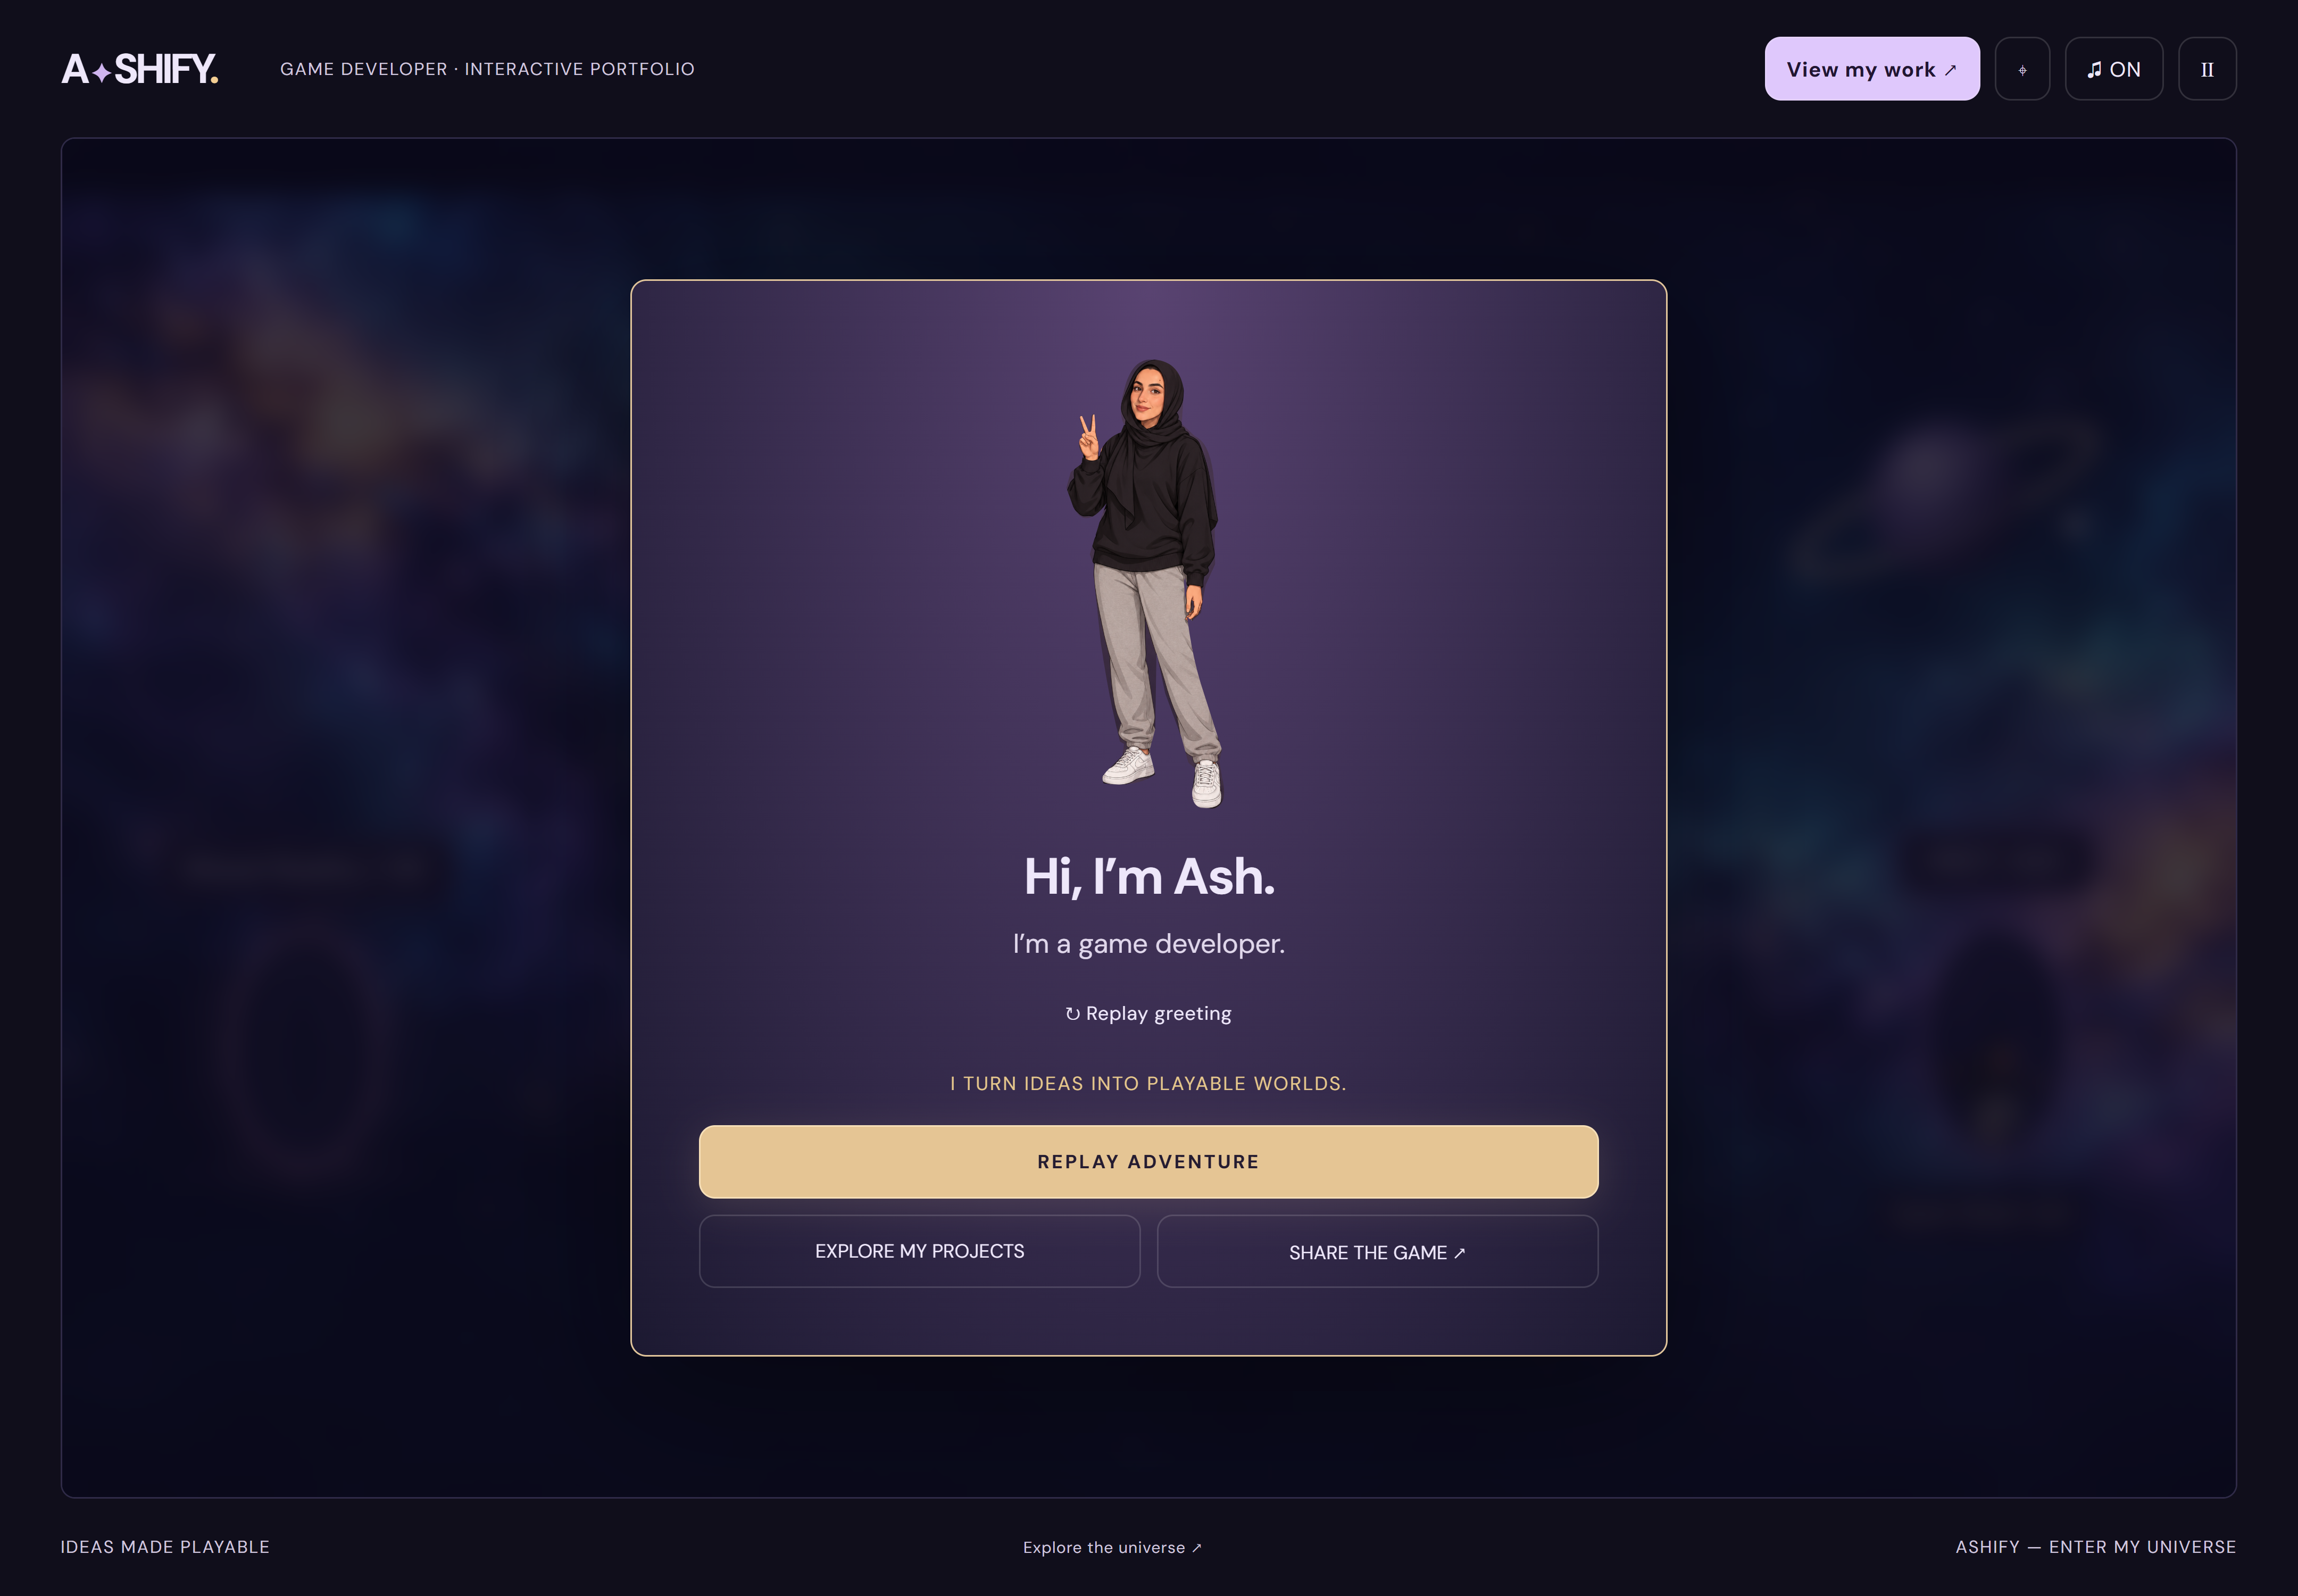 A✦SHIFY.
GAME DEVELOPER · INTERACTIVE PORTFOLIO
View my work ↗
⌖
♫ ON
II
Hi, I’m Ash.
I’m a game developer.
↻ Replay greeting
I TURN IDEAS INTO PLAYABLE WORLDS.
REPLAY ADVENTURE
EXPLORE MY PROJECTS
SHARE THE GAME ↗
IDEAS MADE PLAYABLE
Explore the universe ↗
ASHIFY — ENTER MY UNIVERSE